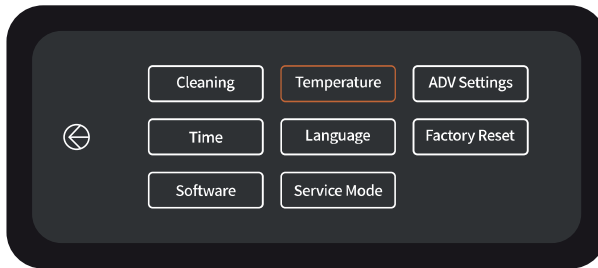 Cleaning
Temperature
ADV Settings
Time
Language
Factory Reset
Software
Service Mode